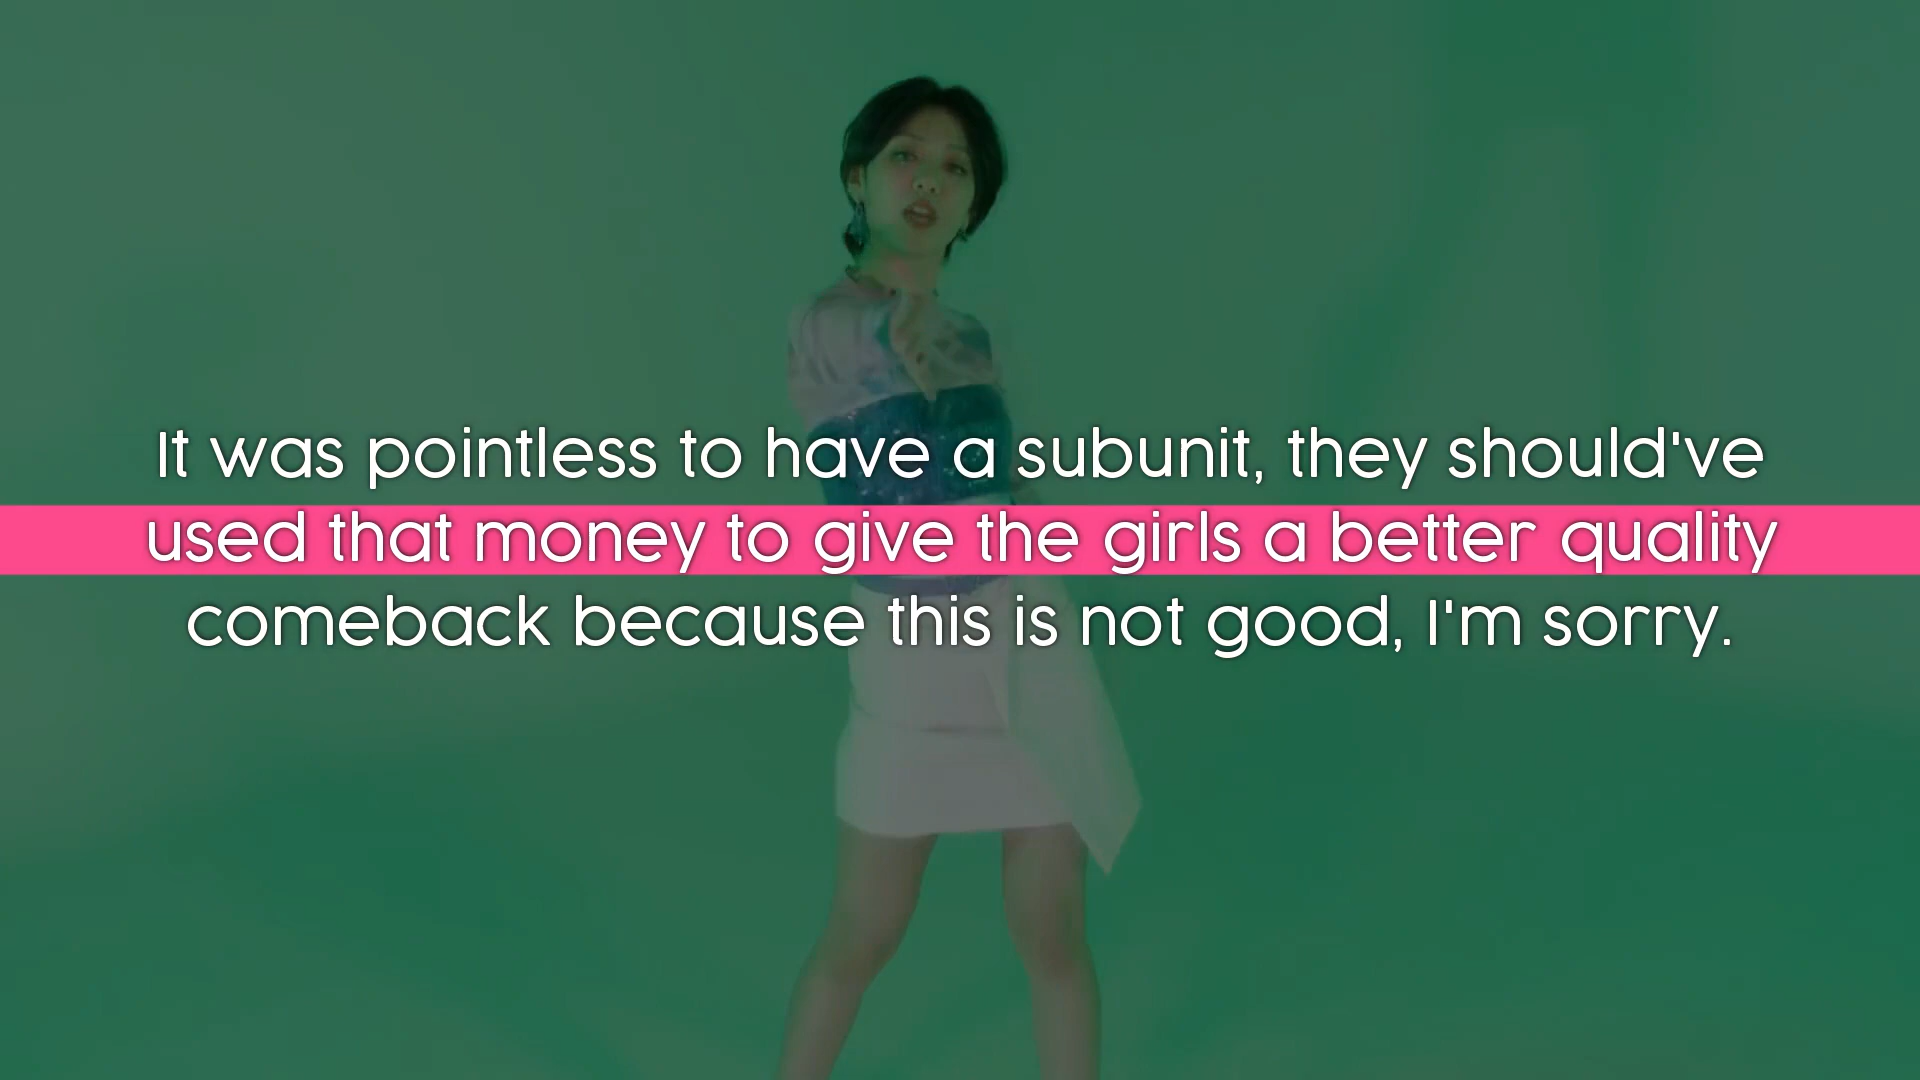 It was pointless to have a subunit, they should've
used that money to give the girls a better quality
comeback because this is not good, I'm sorry.